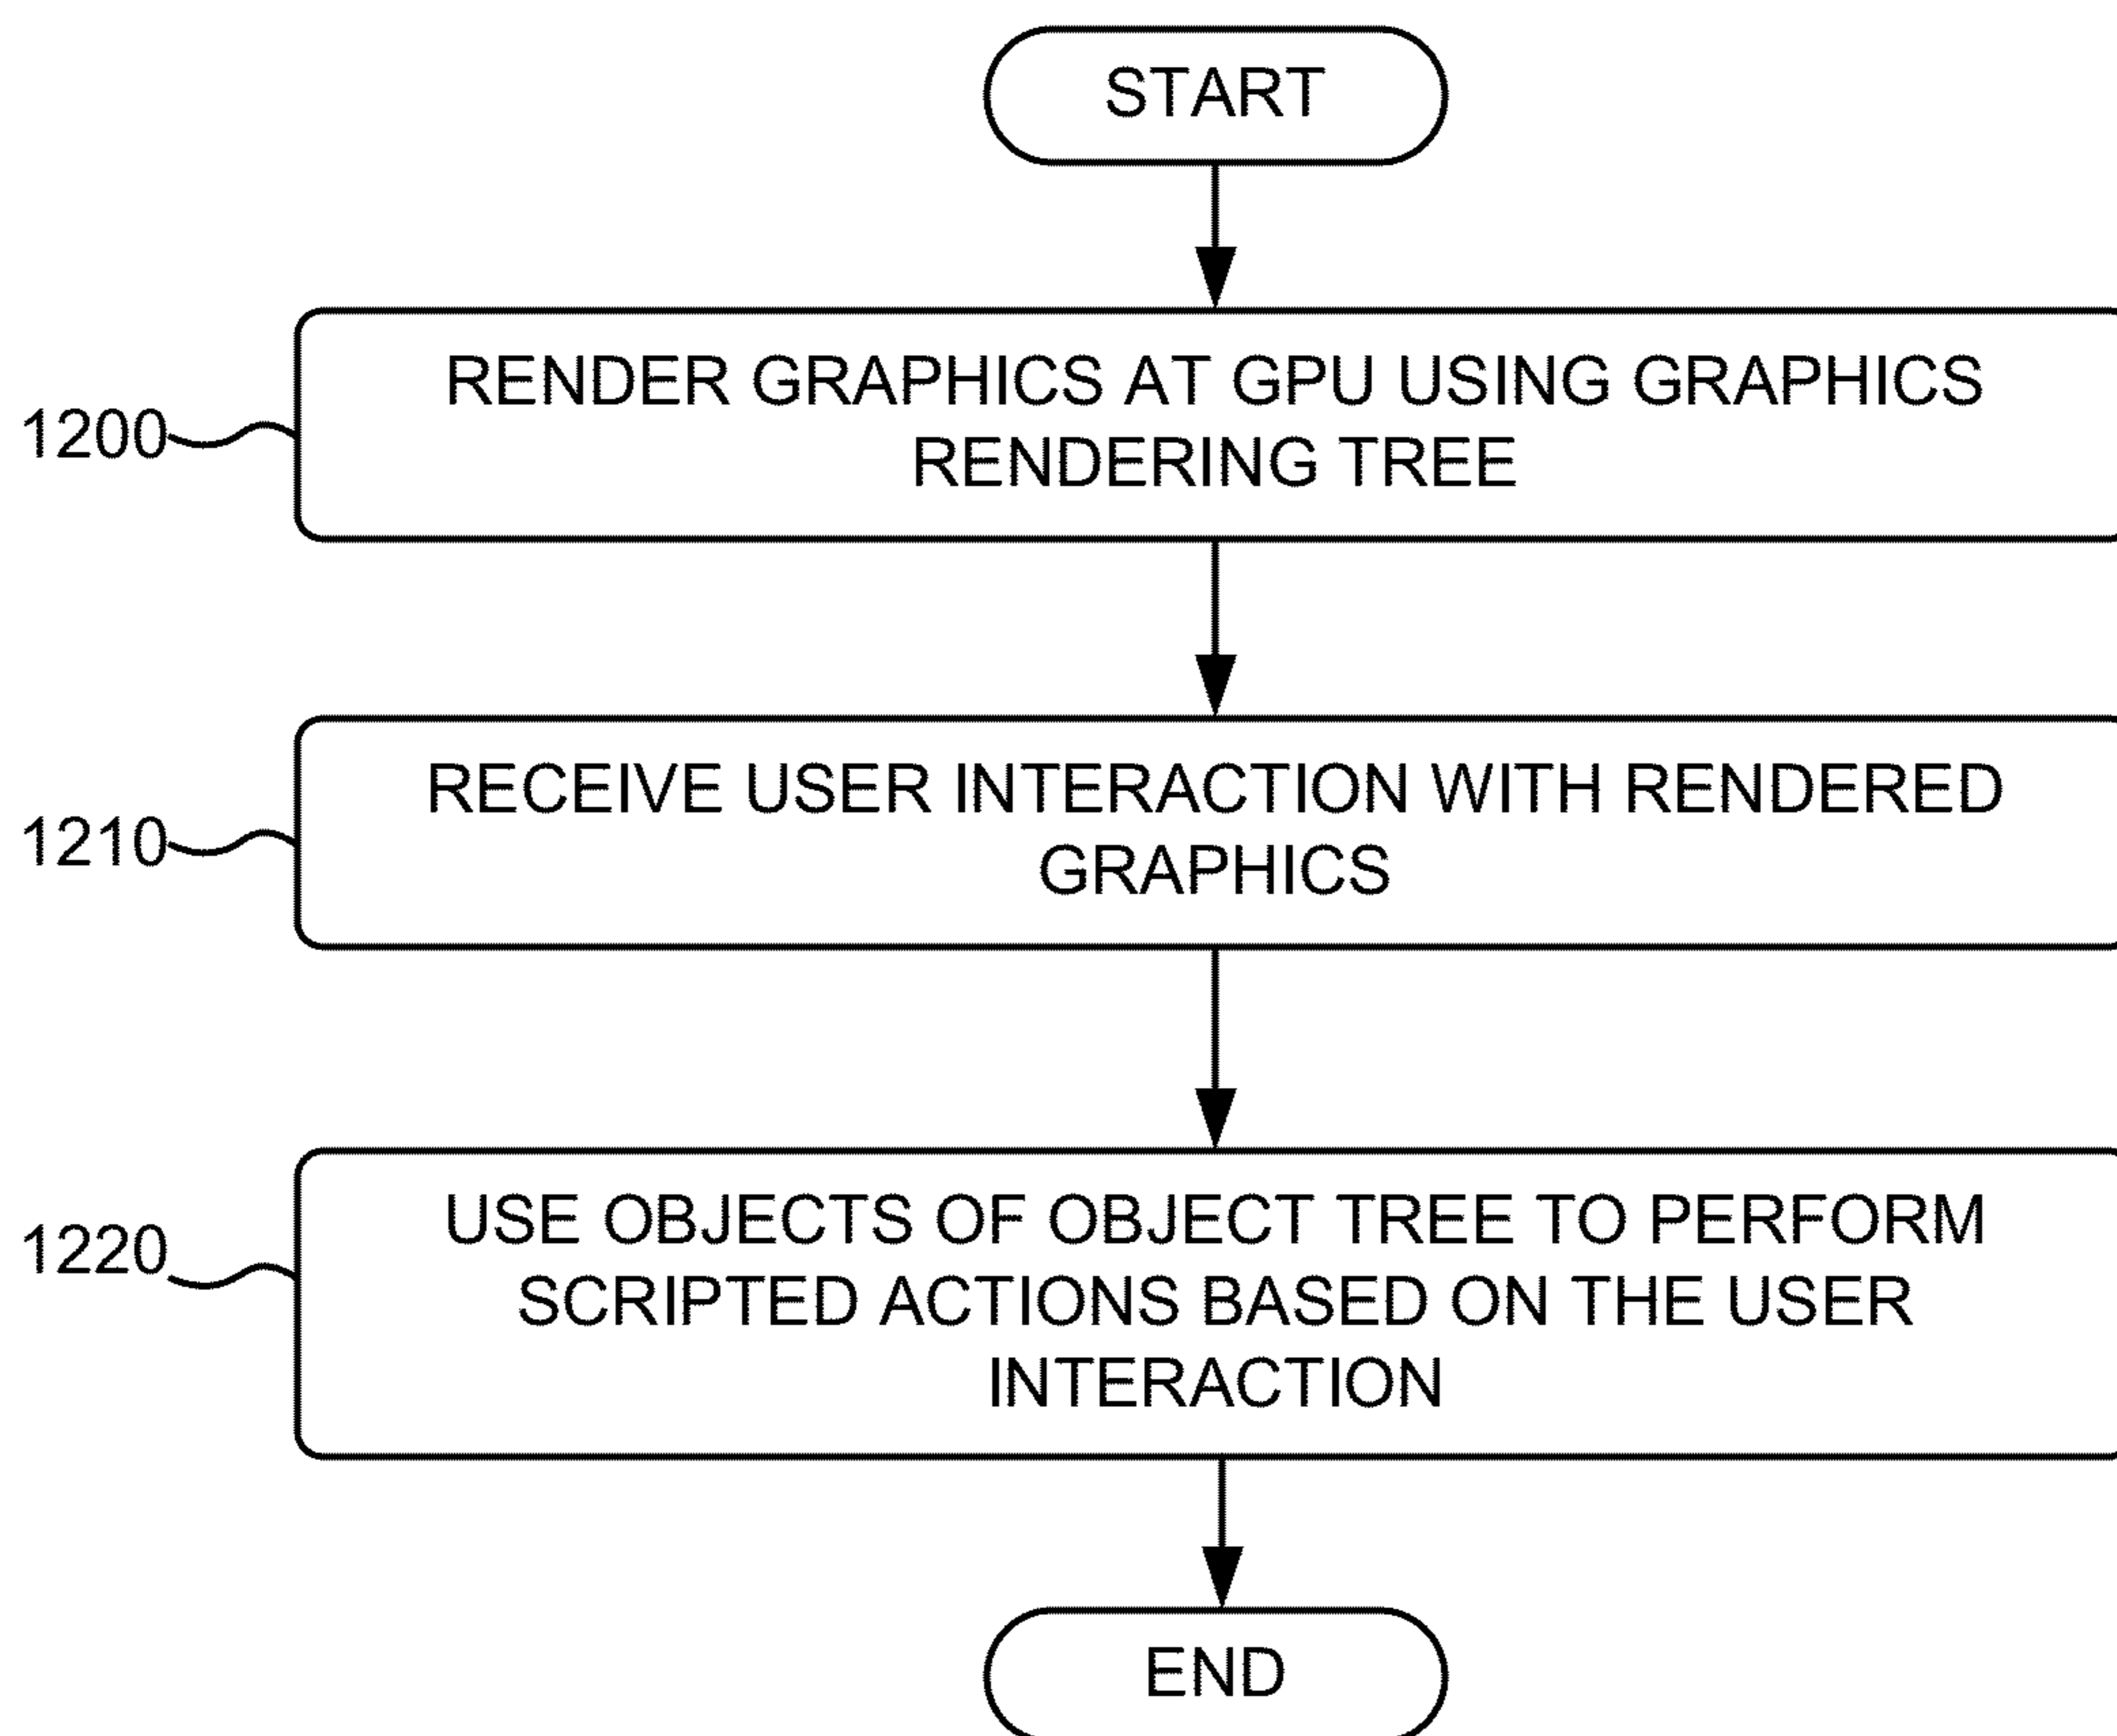 START
RENDER GRAPHICS AT GPU USING GRAPHICS
RENDERING TREE
1200
RECEIVE USER INTERACTION WITH RENDERED
GRAPHICS
1210
USE OBJECTS OF OBJECT TREE TO PERFORM
SCRIPTED ACTIONS BASED ON THE USER
INTERACTION
1220
END